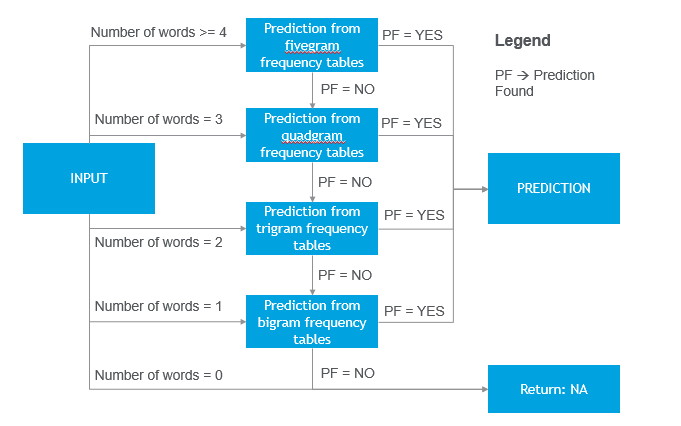 Number of words >= 4
Prediction from
fivegram
frequency tables
PF = YES
Legend
PF → Prediction
Found
PF = NO
Number of words = 3
Prediction from
quadgram
frequency tables
PF = YES
INPUT
PF = NO
PREDICTION
Number of words = 2
Prediction from
trigram frequency
tables
PF = YES
PF = NO
Number of words = 1
Prediction from
bigram frequency
tables
PF = YES
Number of words = 0
PF = NO
Return: NA